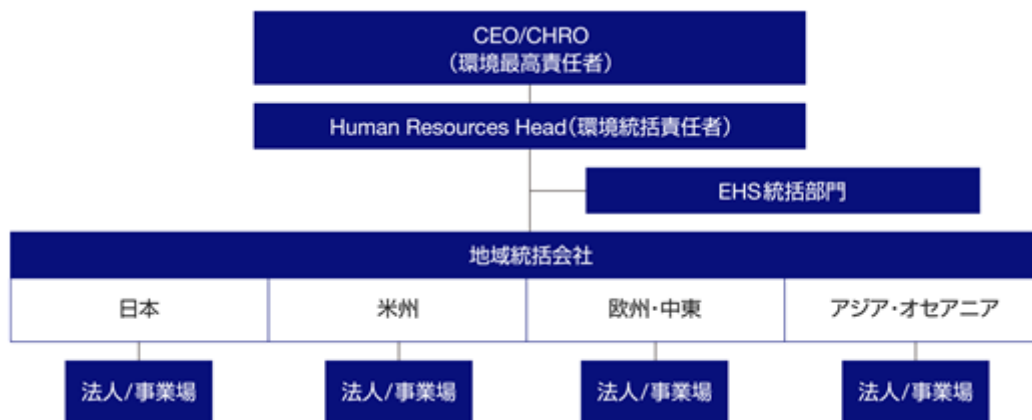 CEO/CHRO
（環境最高責任者）
Human Resources Head（環境統括責任者）
EHS統括部門
地域統括会社
日本
米州
欧州・中東
アジア・オセアニア
法人/事業場
法人/事業場
法人/事業場
法人/事業場